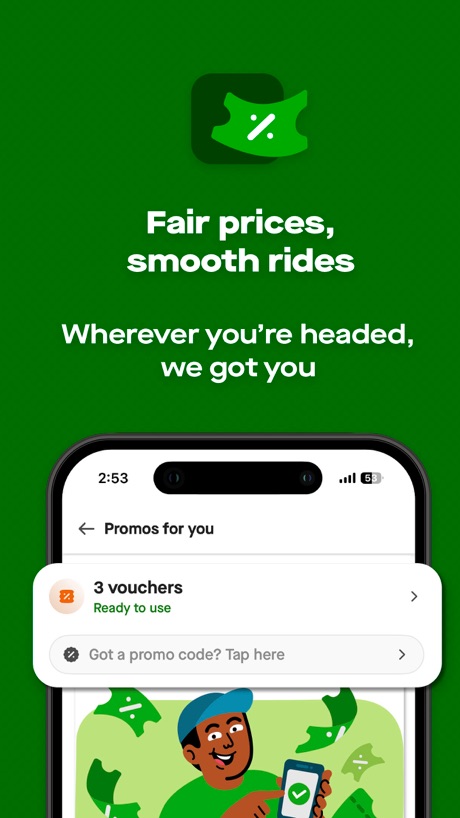 Fair prices,
smooth rides
Wherever you're headed,
we got you
2:53
53
Promos for you
3 vouchers
Ready to use
Got a promo code? Tap here